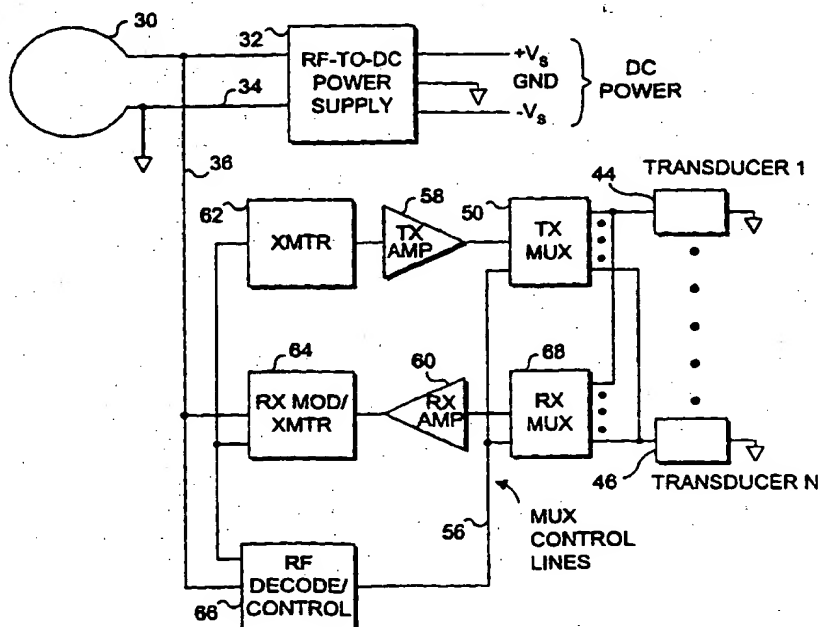 30
32
RF-TO-DC
POWER
SUPPLY
+Vs
GND
-Vs
DC
POWER
34
36
62
XMTR
58
TX
AMP
50
TX
MUX
44
TRANSDUCER 1
64
RX MOD/
XMTR
60
RX
AMP
68
RX
MUX
46
TRANSDUCER N
56
MUX
CONTROL
LINES
66
RF
DECODE/
CONTROL